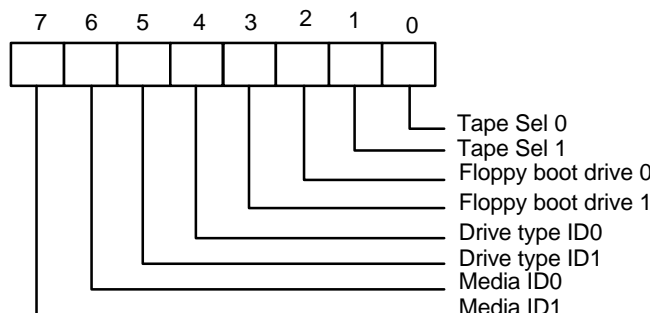 7 6 5 4 3 2 1 0
Tape Sel 0
Tape Sel 1
Floppy boot drive 0
Floppy boot drive 1
Drive type ID0
Drive type ID1
Media ID0
Media ID1